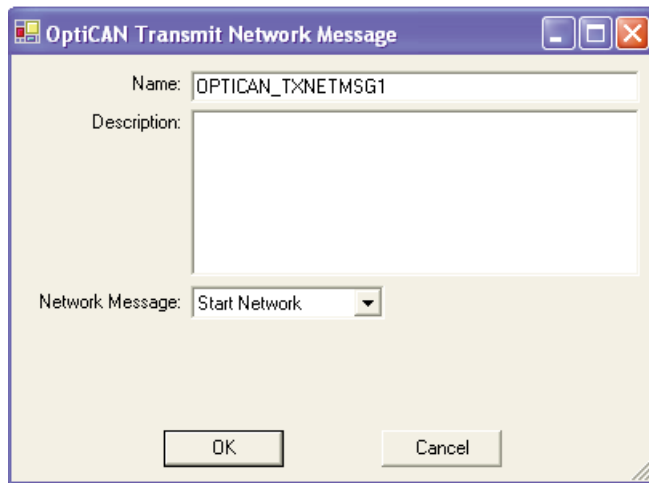 OptiCAN Transmit Network Message
Name: OPTICAN_TXNETMSG1
Description:
Network Message: Start Network
OK Cancel